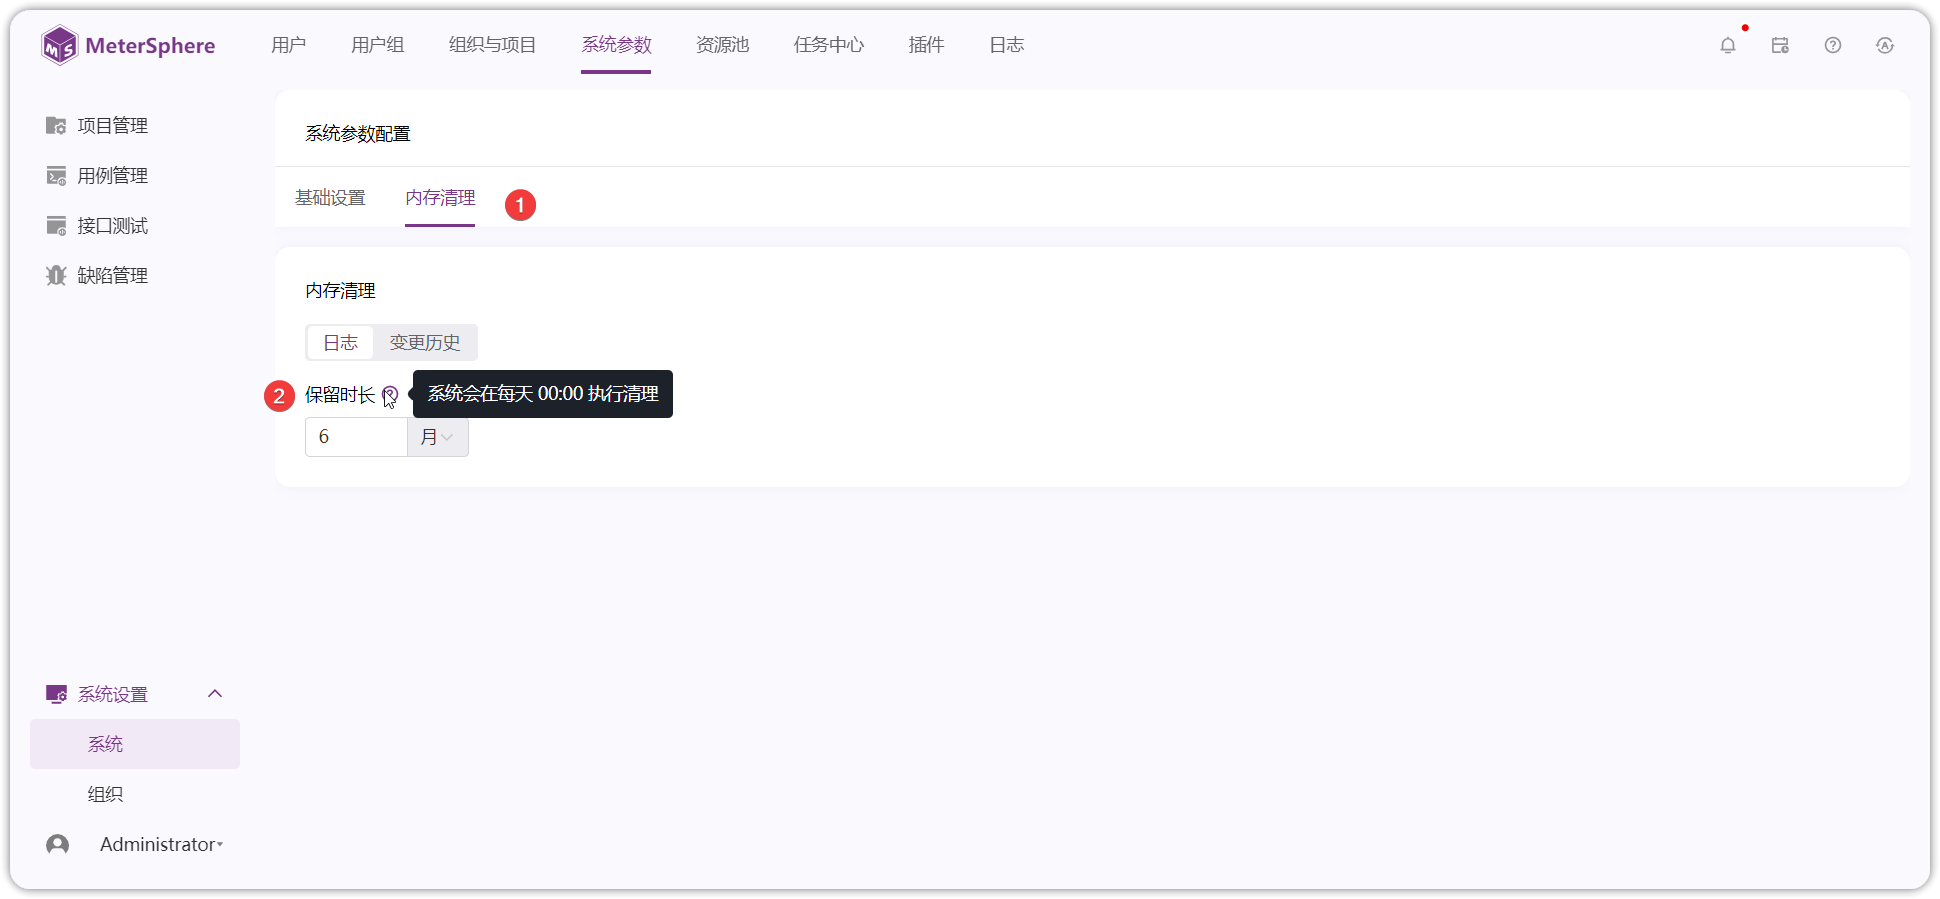 MeterSphere 用户 用户组 组织与项目 系统参数 资源池 任务中心 插件 日志
项目管理
用例管理
接口测试
缺陷管理
系统参数配置
基础设置 内存清理 1
内存清理
日志 变更历史
2 保留时长 系统会在每天 00:00 执行清理
6 月
系统设置
系统
组织
Administrator